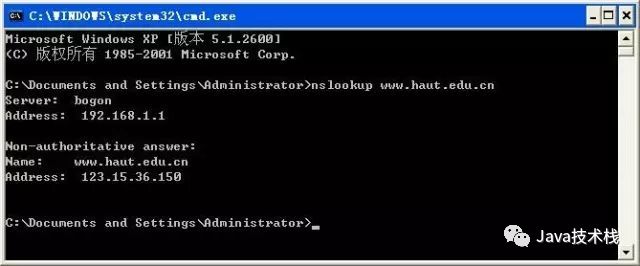 C:\WINDOWS\system32\cmd.exe
Microsoft Windows XP [版本 5.1.2600]
(C) 版权所有 1985-2001 Microsoft Corp.
C:\Documents and Settings\Administrator>nslookup www.haut.edu.cn
Server:  bogon
Address:  192.168.1.1
Non-authoritative answer:
Name:    www.haut.edu.cn
Address:  123.15.36.150
C:\Documents and Settings\Administrator>_
Java技术栈